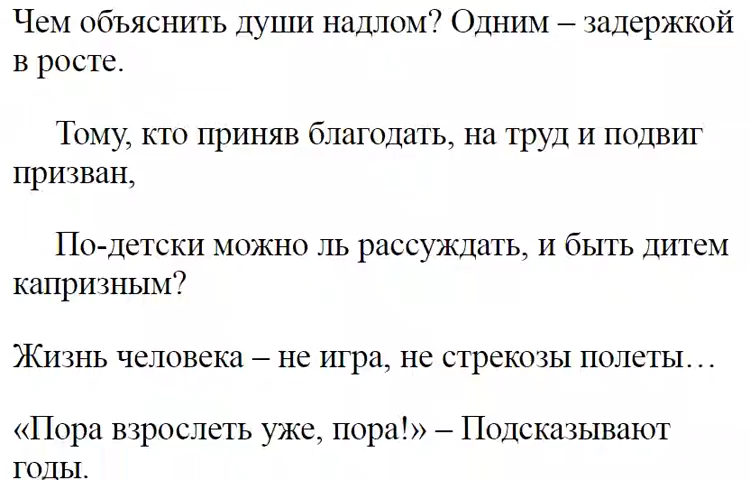 Чем объяснить души надлом? Одним – задержкой
в росте.
Тому, кто приняв благодать, на труд и подвиг
призван,
По-детски можно ль рассуждать, и быть дитем
капризным?
Жизнь человека – не игра, не стрекозы полеты…
«Пора взрослеть уже, пора!» – Подсказывают
годы.